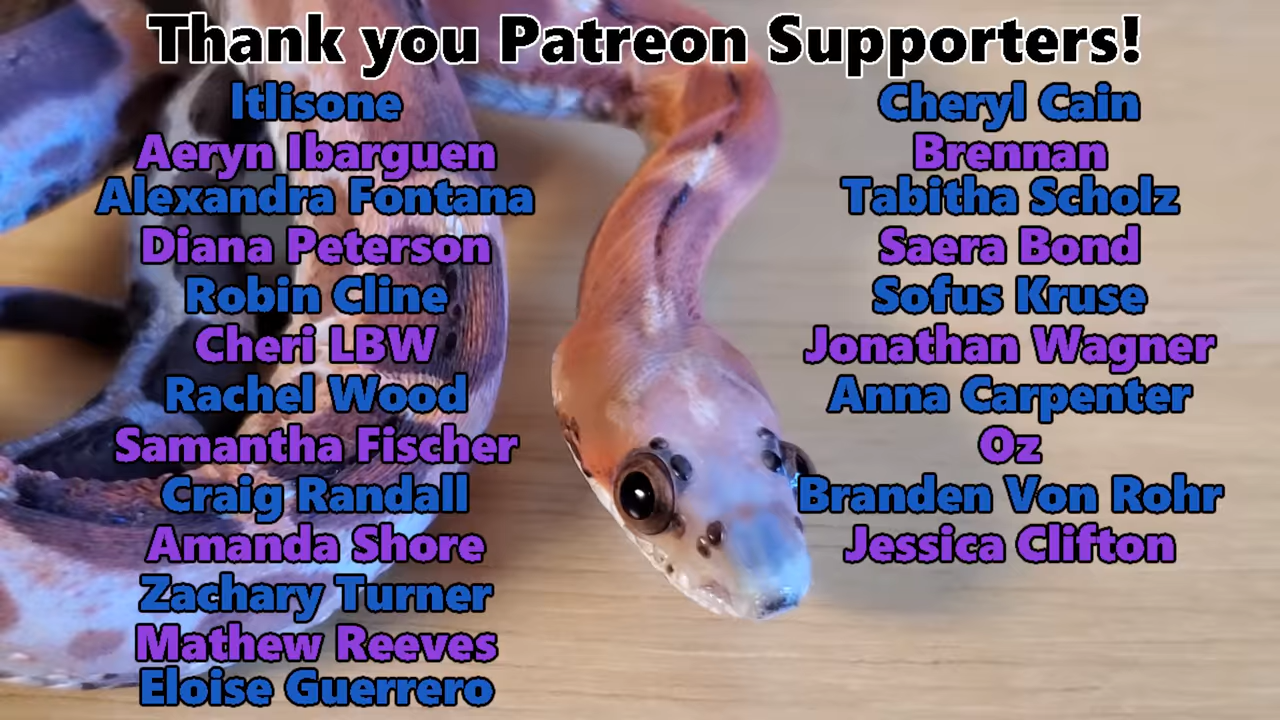 Thank you Patreon Supporters!
ltlisone
Aeryn Ibarguen
Alexandra Fontana
Diana Peterson
Robin Cline
Cheri LBW
Rachel Wood
Samantha Fischer
Craig Randall
Amanda Shore
Zachary Turner
Mathew Reeves
Eloise Guerrero
Cheryl Cain
Brennan
Tabitha Scholz
Saera Bond
Sofus Kruse
Jonathan Wagner
Anna Carpenter
Oz
Branden Von Rohr
Jessica Clifton